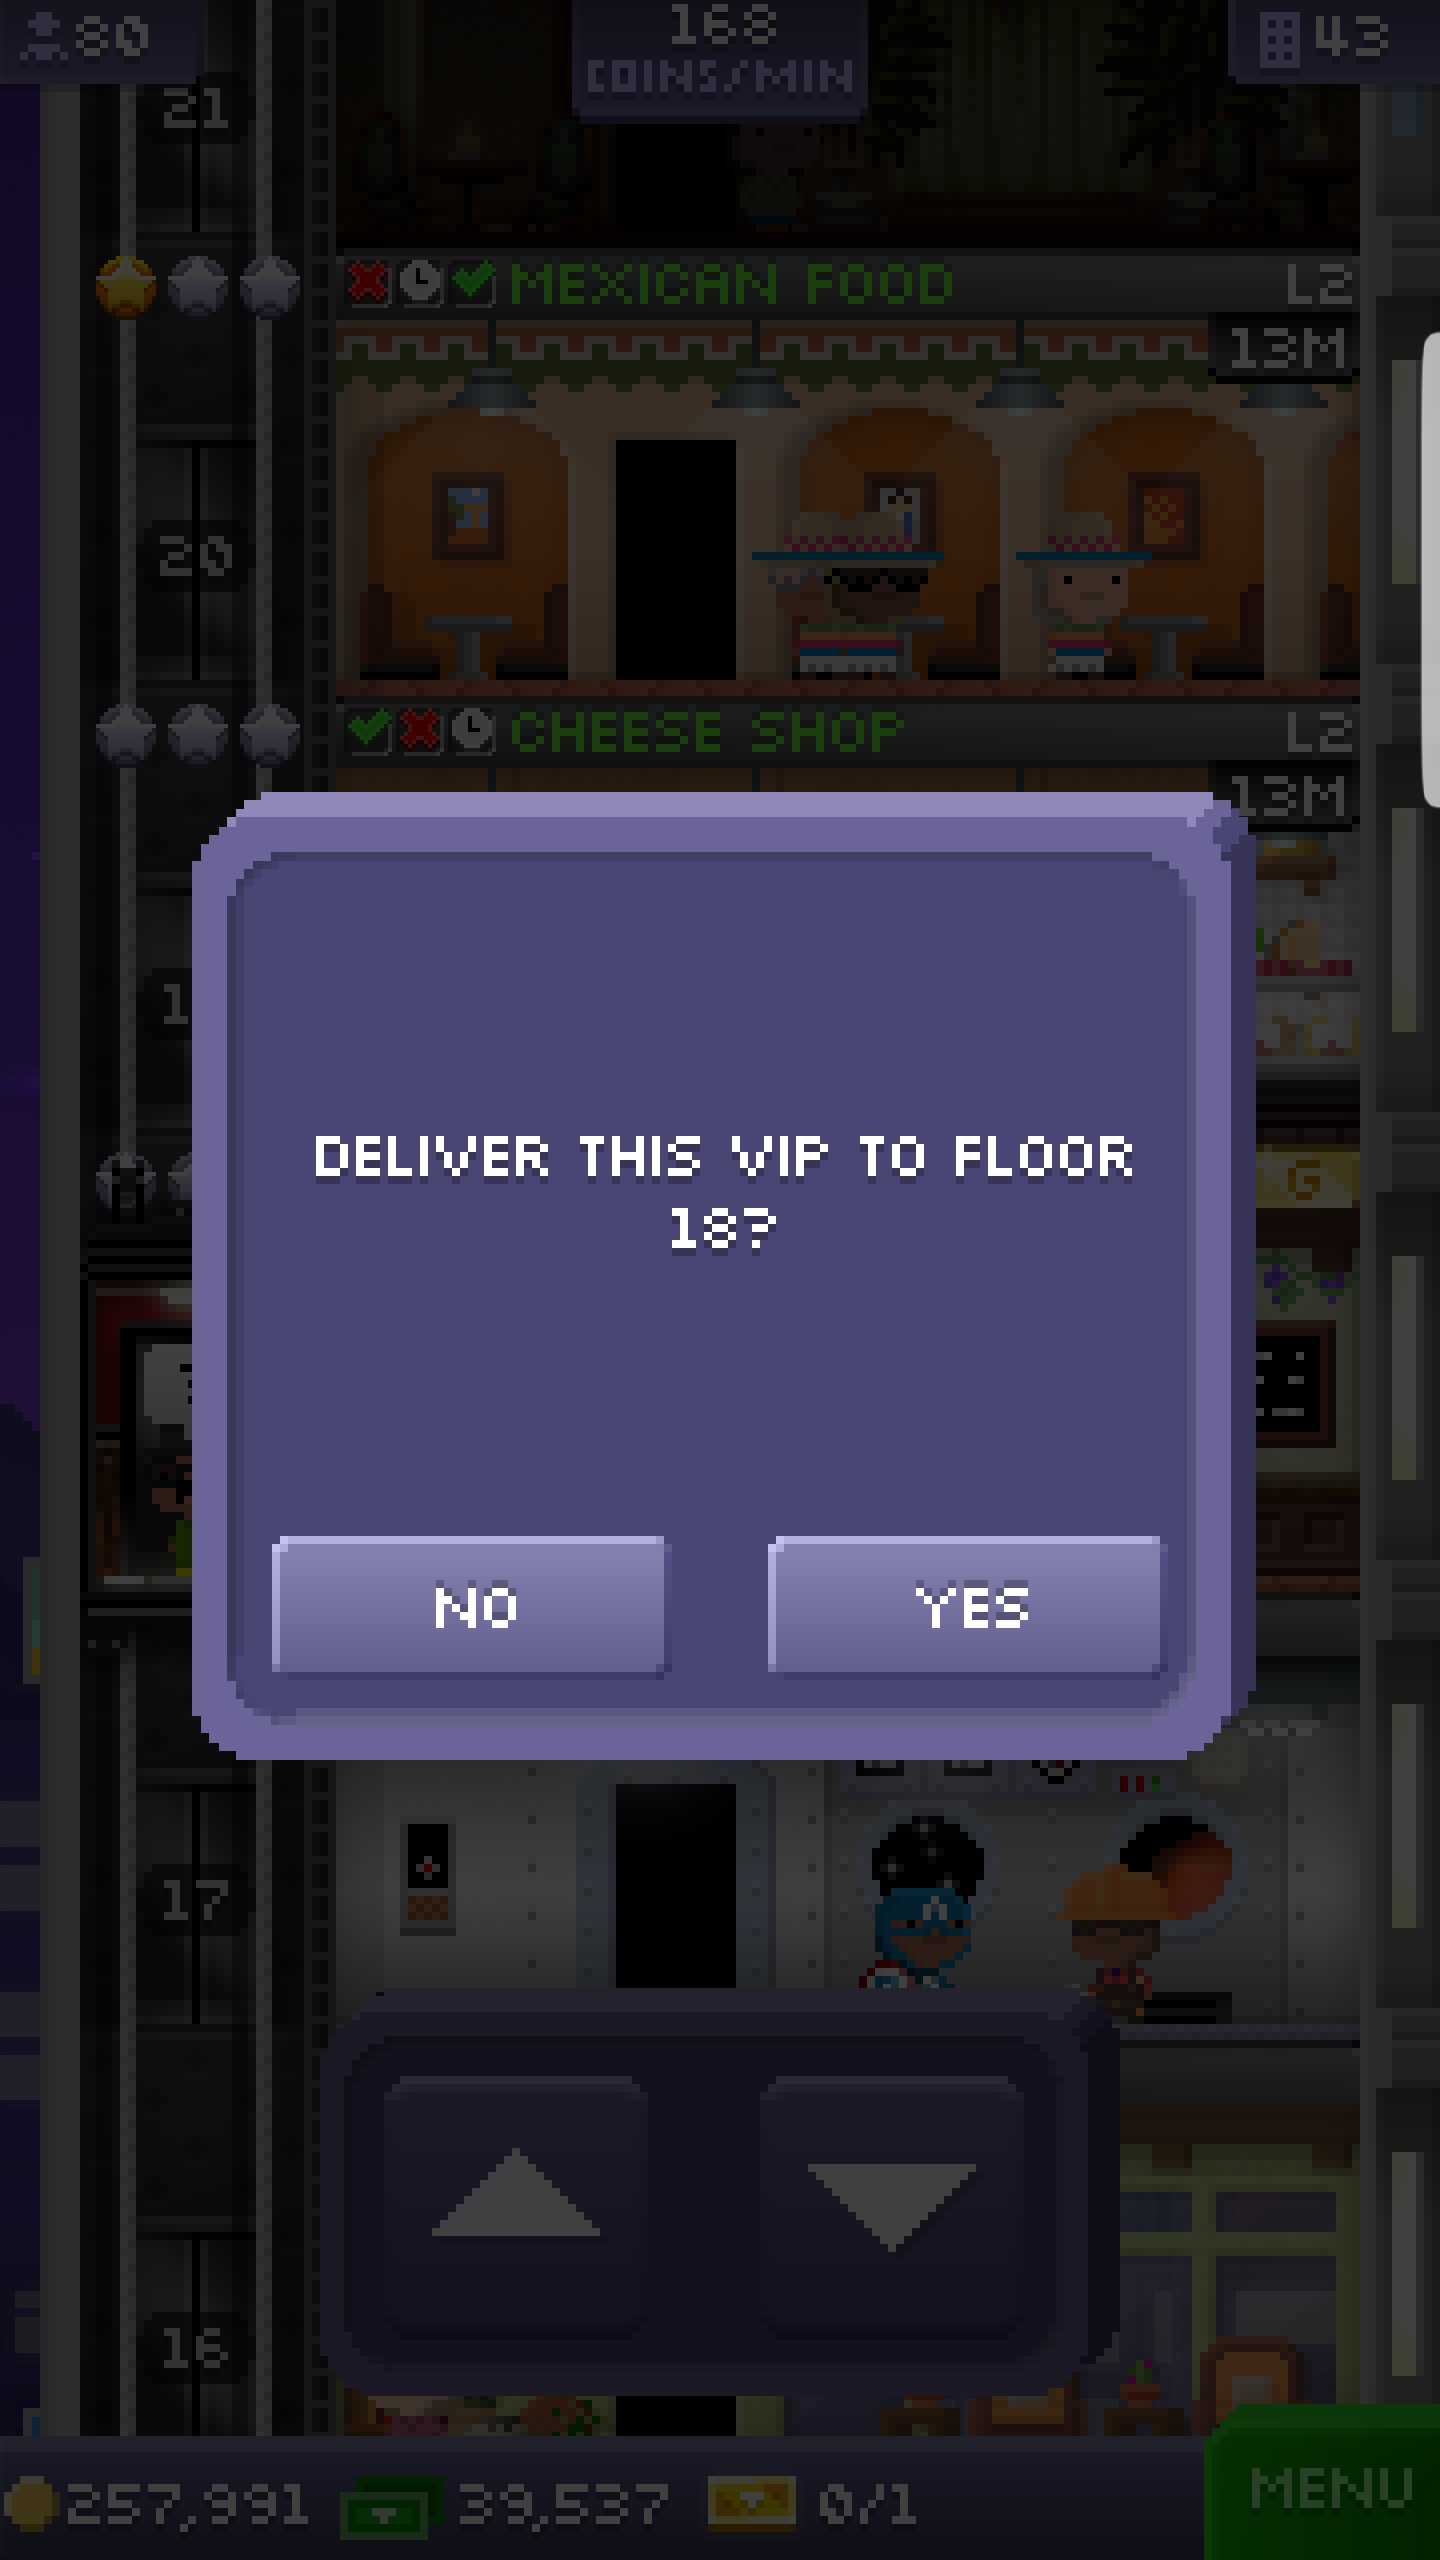 80
168
COINS/MIN
43
21
MEXICAN FOOD
L2
13M
20
CHEESE SHOP
L2
13M
1
G
DELIVER THIS VIP TO FLOOR
18?
NO
YES
17
16
257,991
39,537
0/1
MENU